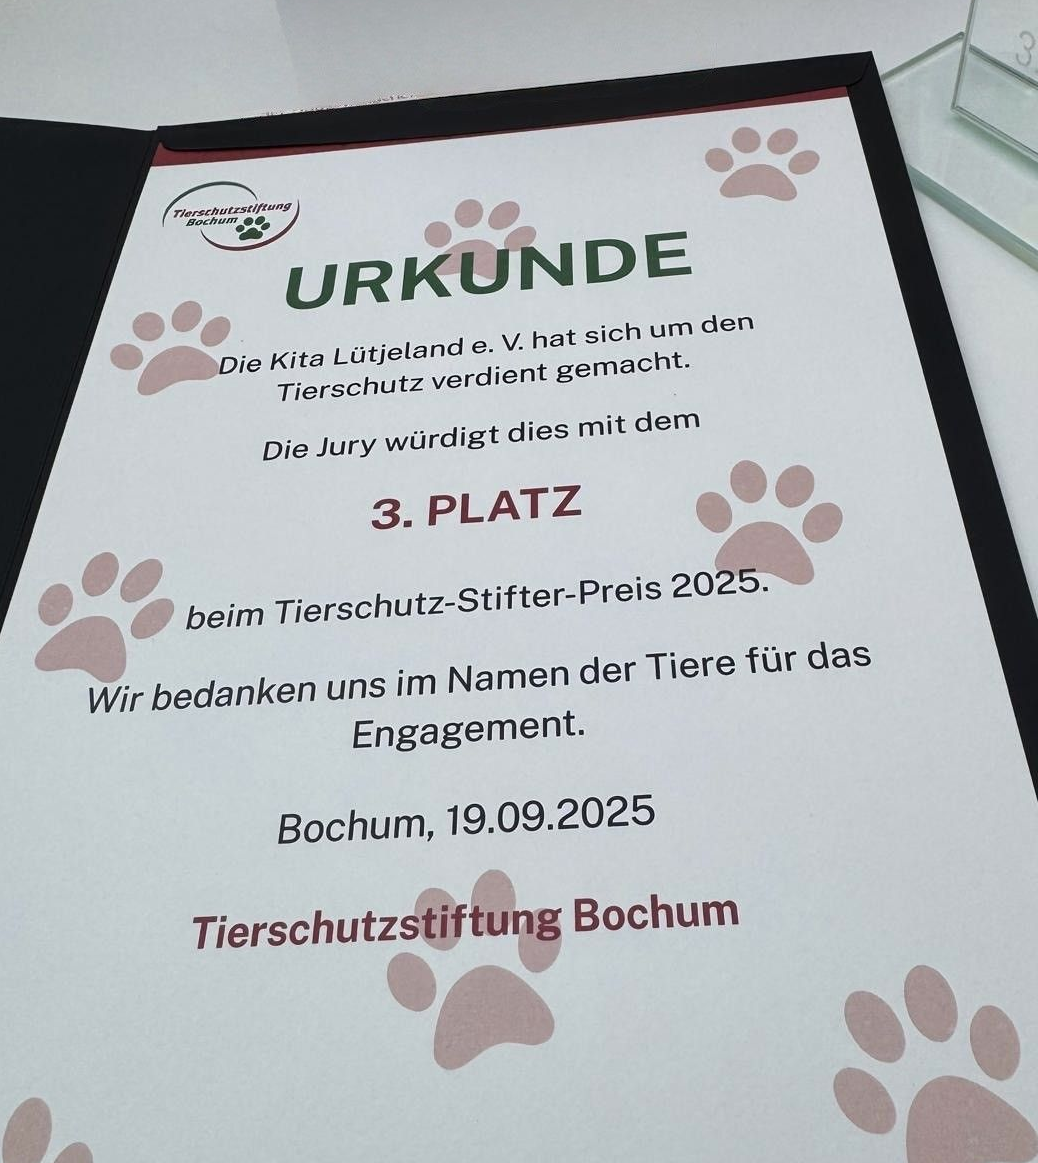 Tierschutzstiftung
Bochum
URKUNDE
Die Kita Lütjeland e. V. hat sich um den
Tierschutz verdient gemacht.
Die Jury würdigt dies mit dem
3. PLATZ
beim Tierschutz-Stifter-Preis 2025.
Wir bedanken uns im Namen der Tiere für das
Engagement.
Bochum, 19.09.2025
Tierschutzstiftung Bochum
3